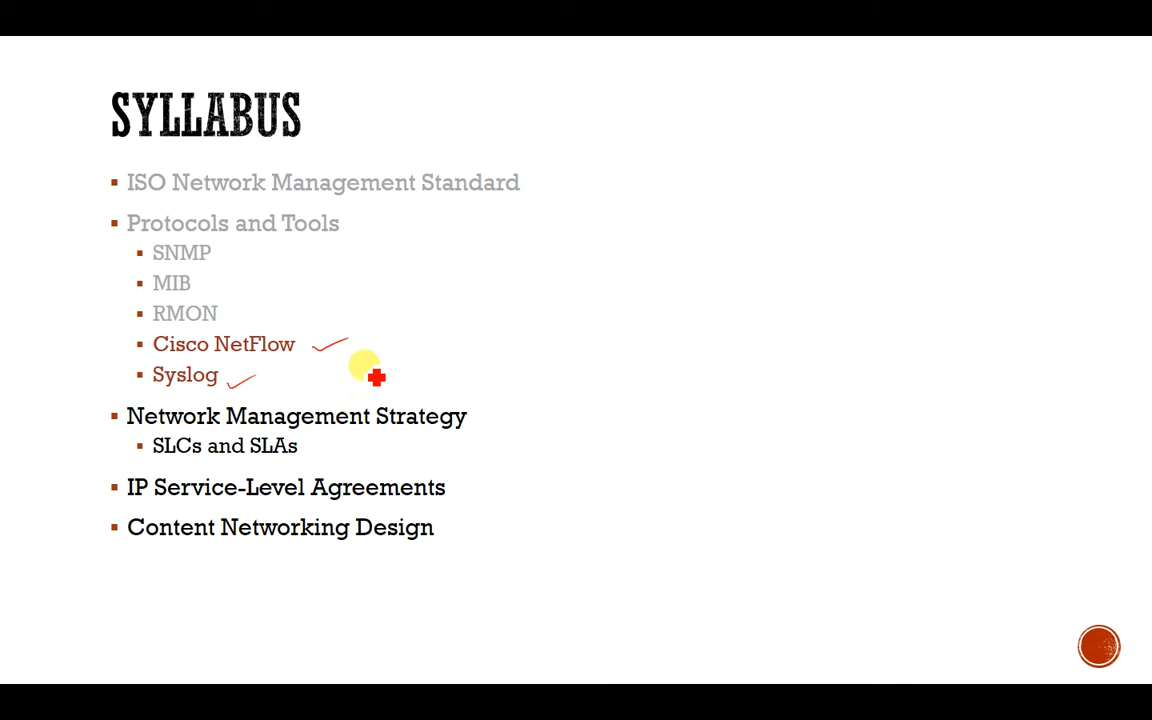 SYLLABUS
ISO Network Management Standard
Protocols and Tools
SNMP
MIB
RMON
Cisco NetFlow
Syslog
Network Management Strategy
SLCs and SLAs
IP Service-Level Agreements
Content Networking Design